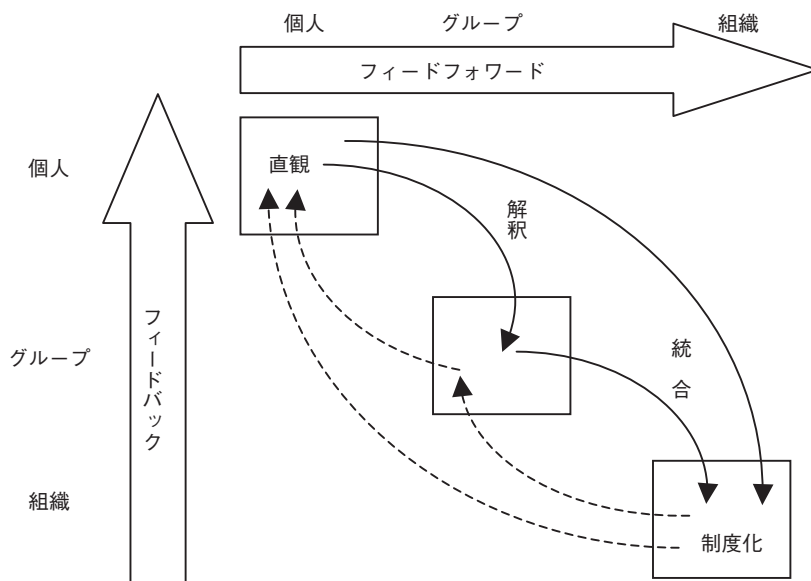 個人
グループ
組織
フィードフォワード
個人
直観
解釈
グループ
フィードバック
統合
組織
制度化